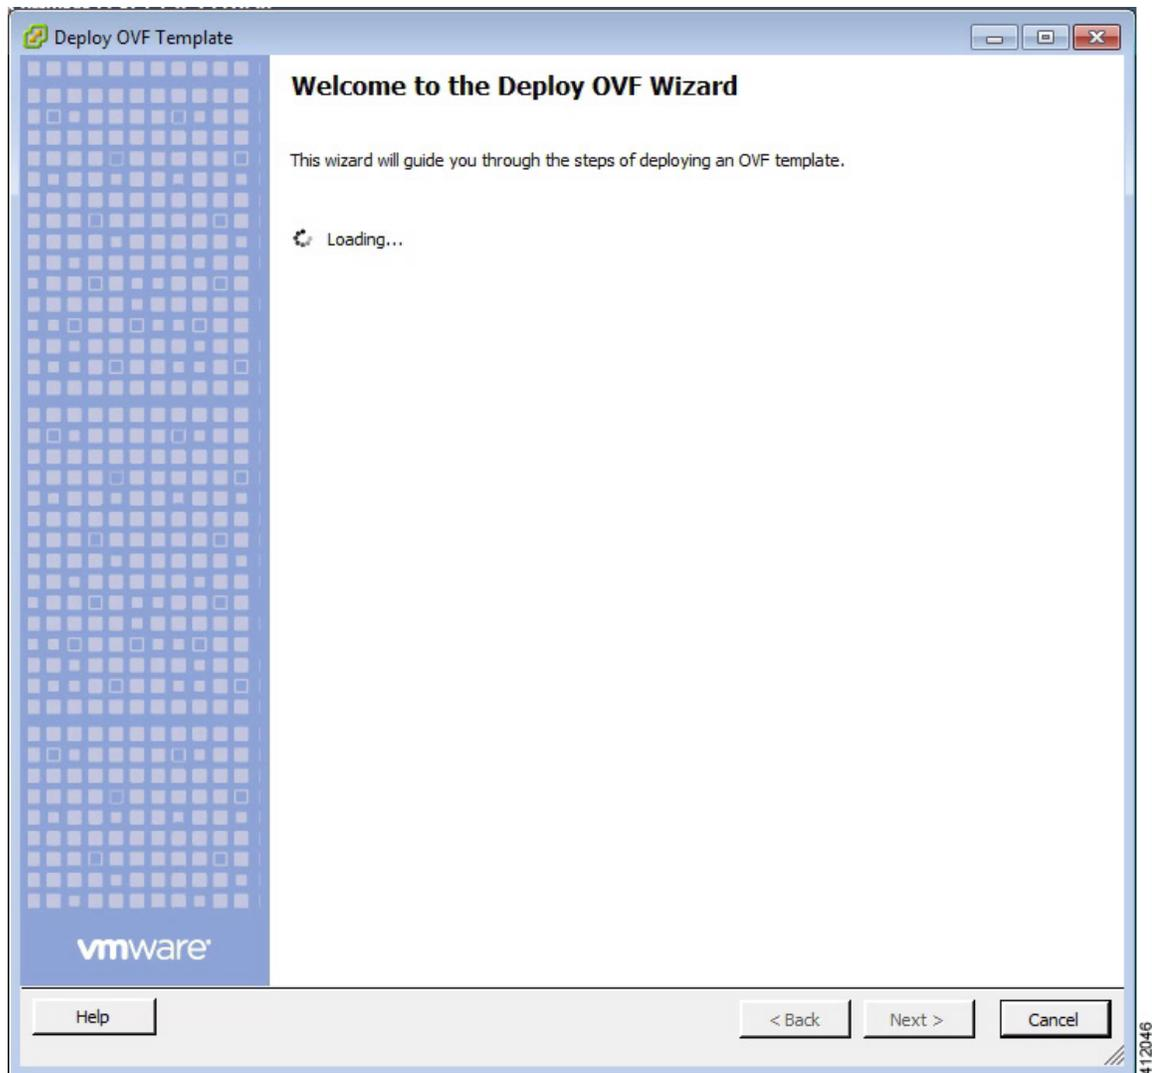 Deploy OVF Template
Welcome to the Deploy OVF Wizard
This wizard will guide you through the steps of deploying an OVF template.
Loading...
vmware
Help
< Back
Next >
Cancel
412046